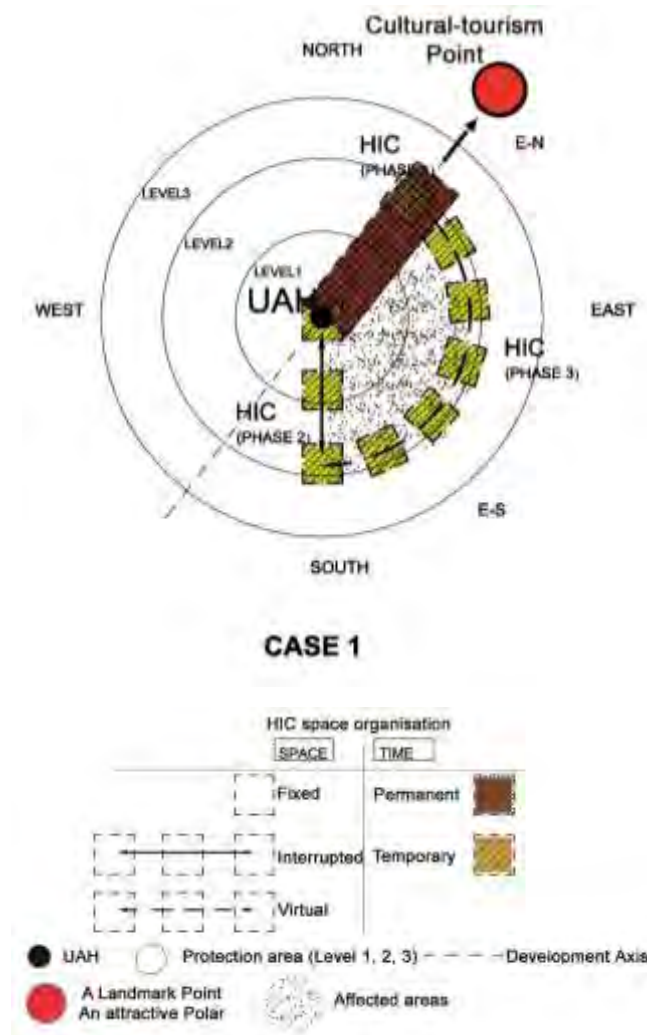 Cultural-tourism
Point
NORTH
HIC
(PHASE
E-N
LEVEL3
LEVEL2
LEVEL1
UAH
WEST
EAST
HIC
(PHASE 3)
HIC
(PHASE 2)
E-S
SOUTH
CASE 1
HIC space organisation
SPACE TIME
Fixed Permanent
Interrupted Temporary
Virtual
UAH Protection area (Level 1, 2, 3) Development Axis
A Landmark Point
An attractive Polar
Affected areas